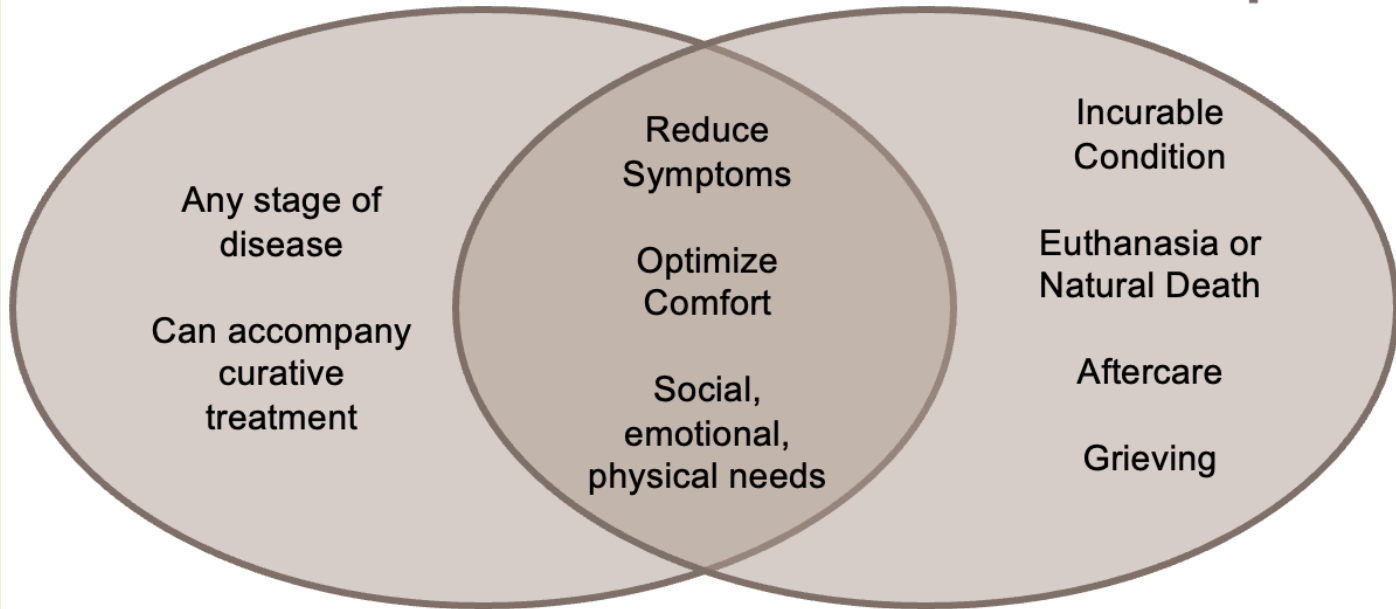 Any stage of
disease
Can accompany
curative
treatment
Reduce
Symptoms
Optimize
Comfort
Social,
emotional,
physical needs
Incurable
Condition
Euthanasia or
Natural Death
Aftercare
Grieving